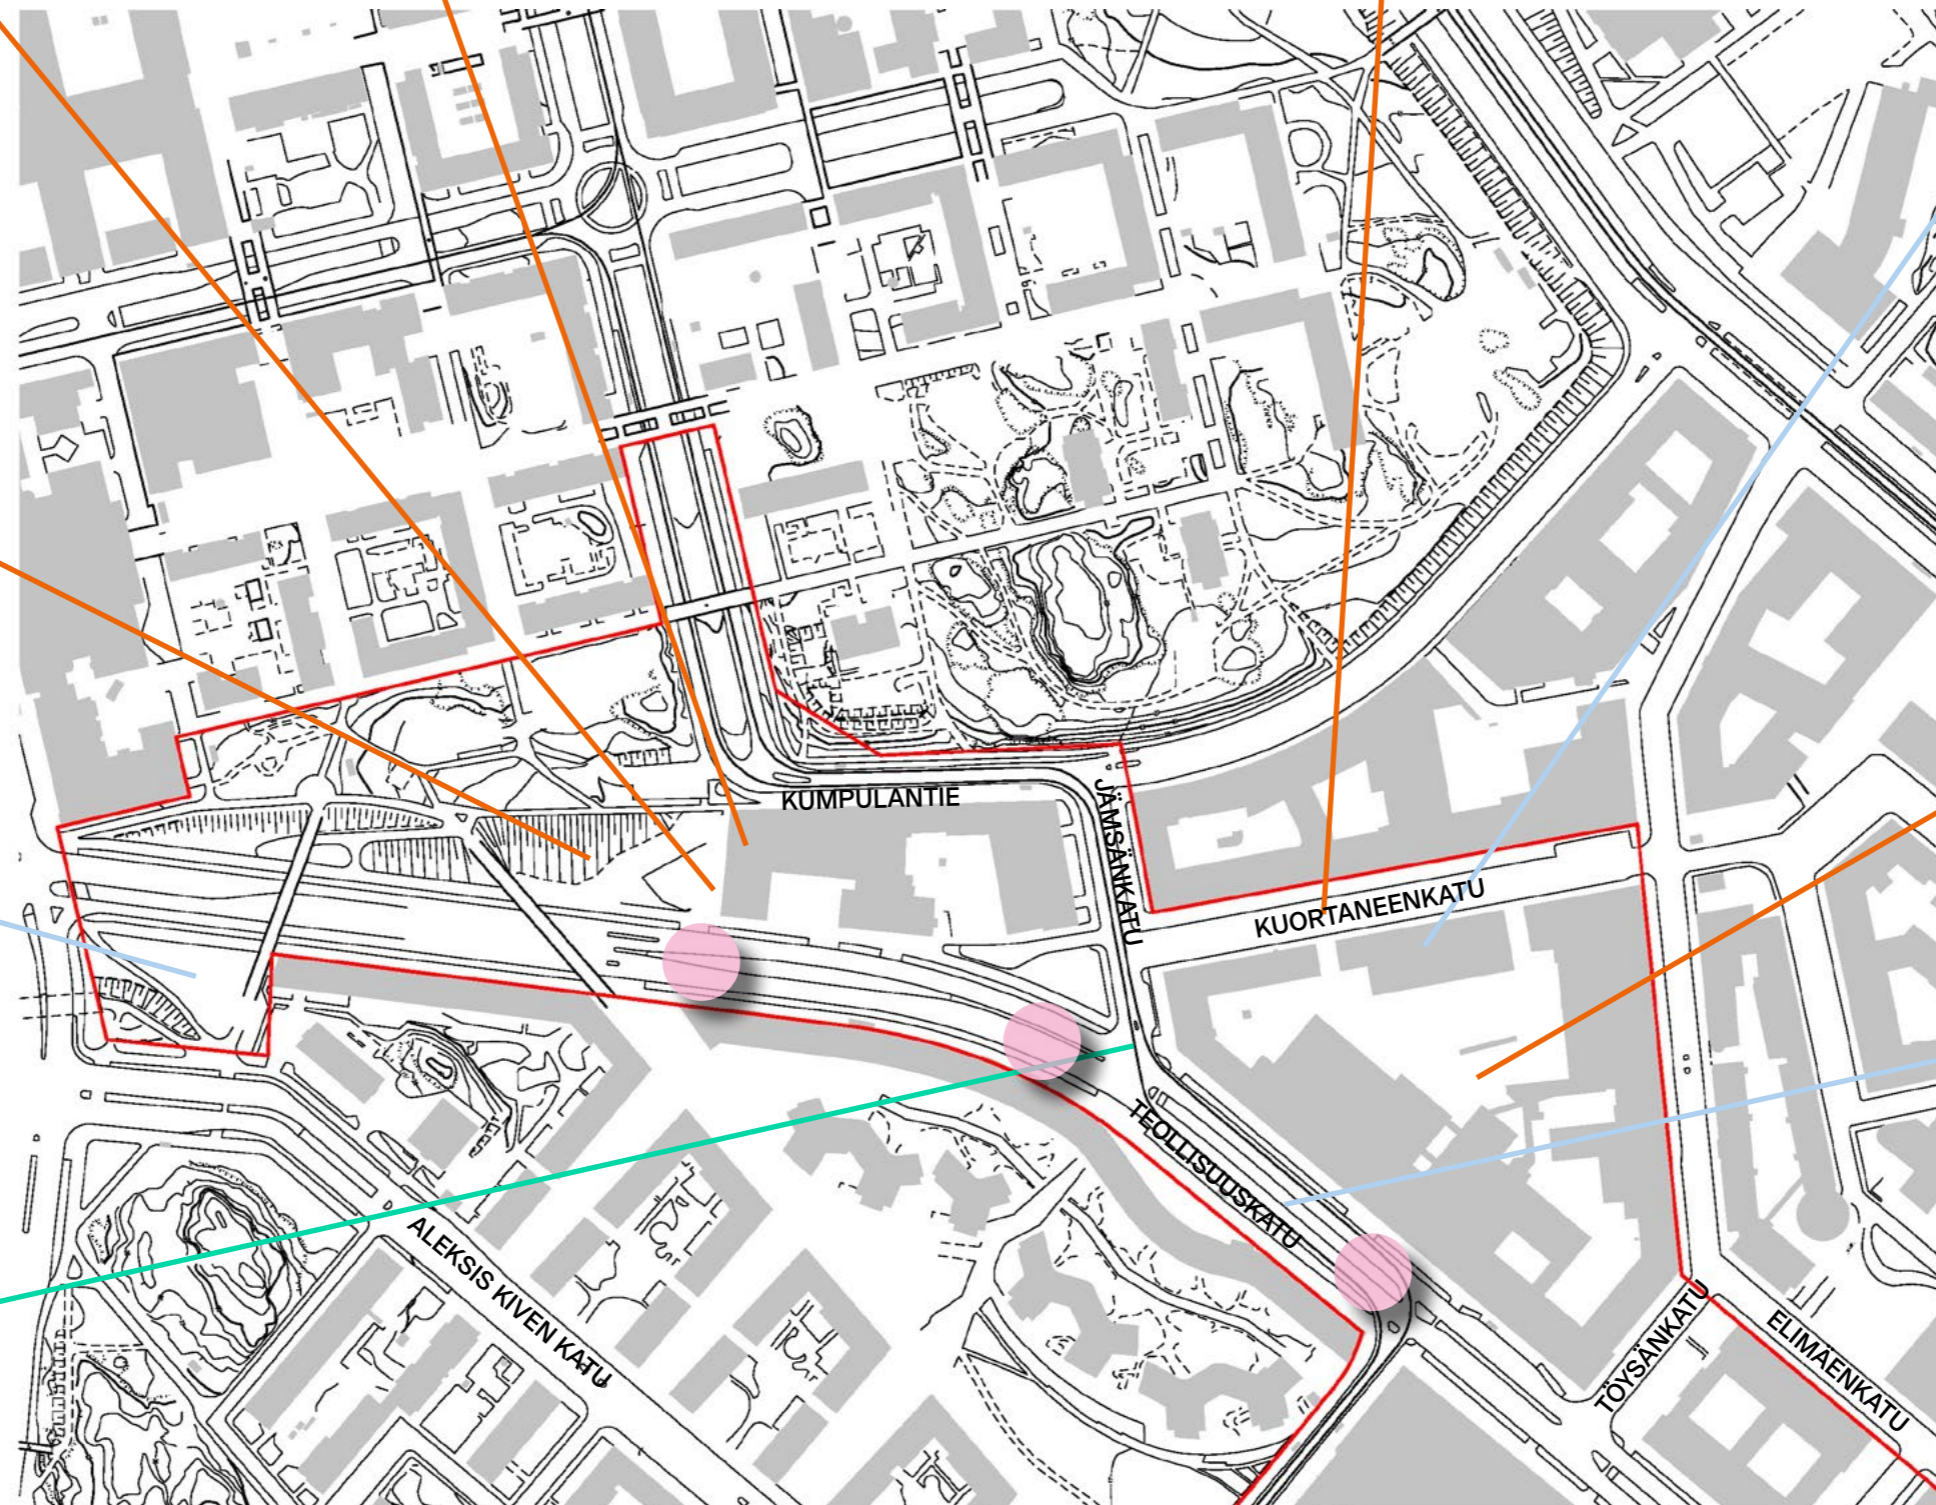 KUMPULANTIE
JÄMSÄNKATU
KUORTANEENKATU
TEOLLISUUSKATU
ALEKSIS KIVEN KATU
TÖYSÄNKATU
ELIMÄENKATU